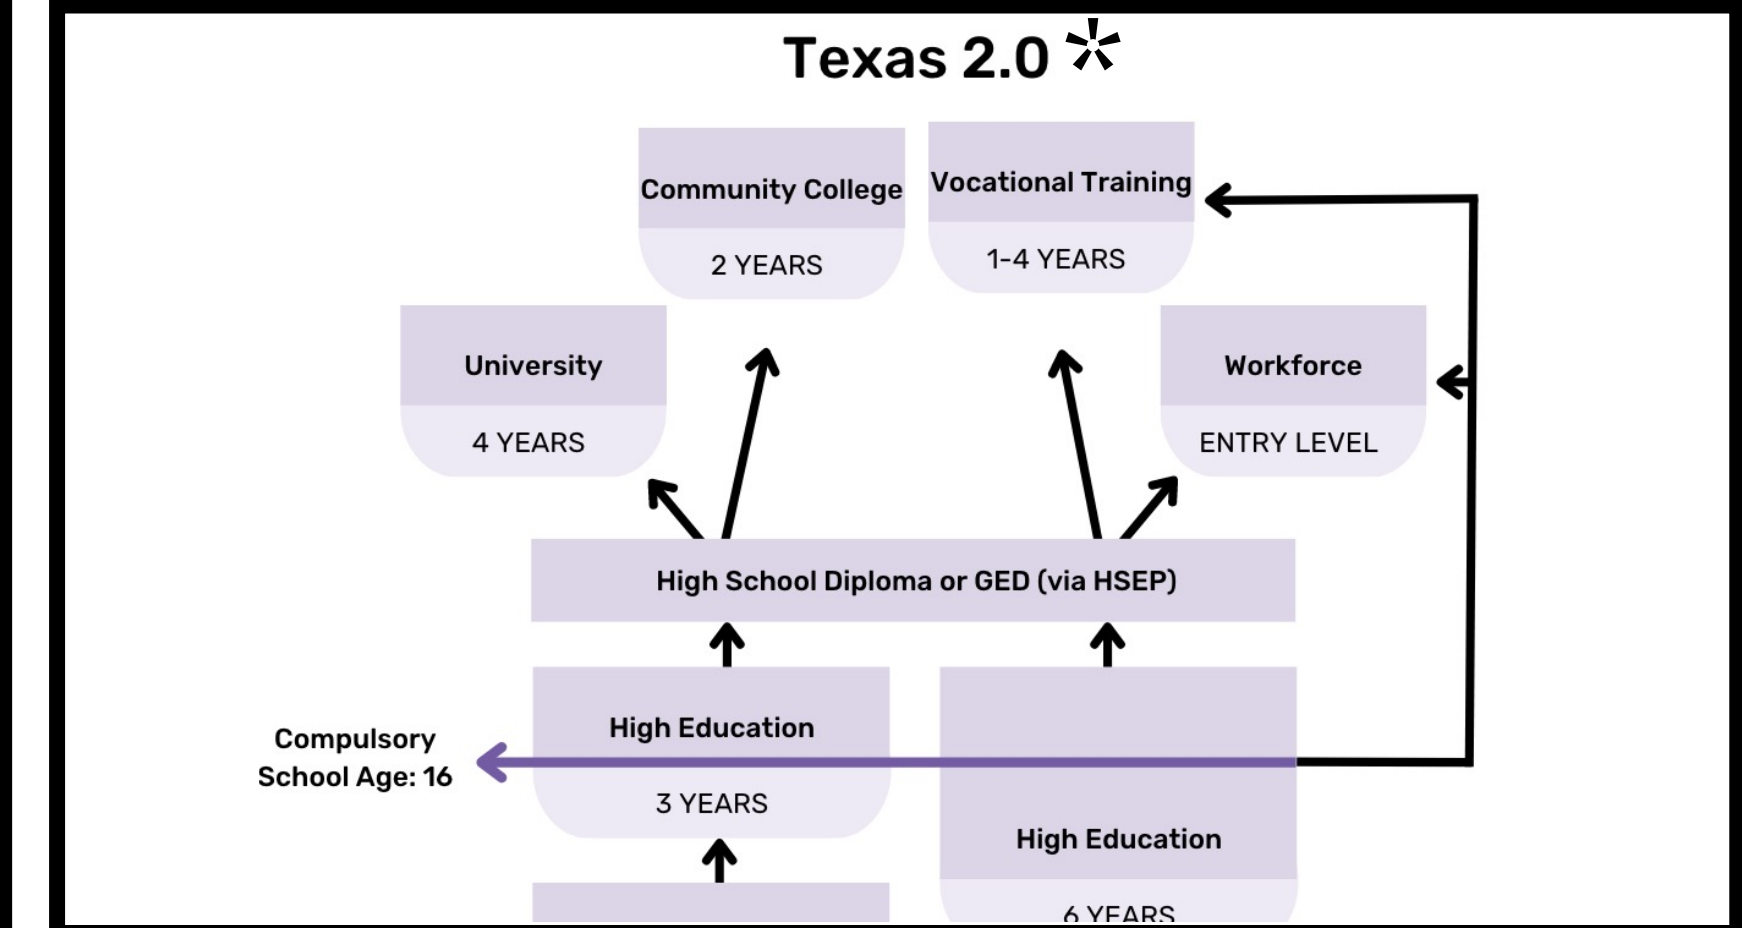 Texas 2.0 *
Community College
2 YEARS
Vocational Training
1-4 YEARS
University
4 YEARS
Workforce
ENTRY LEVEL
High School Diploma or GED (via HSEP)
High Education
3 YEARS
Compulsory
School Age: 16
High Education
6 YEARS